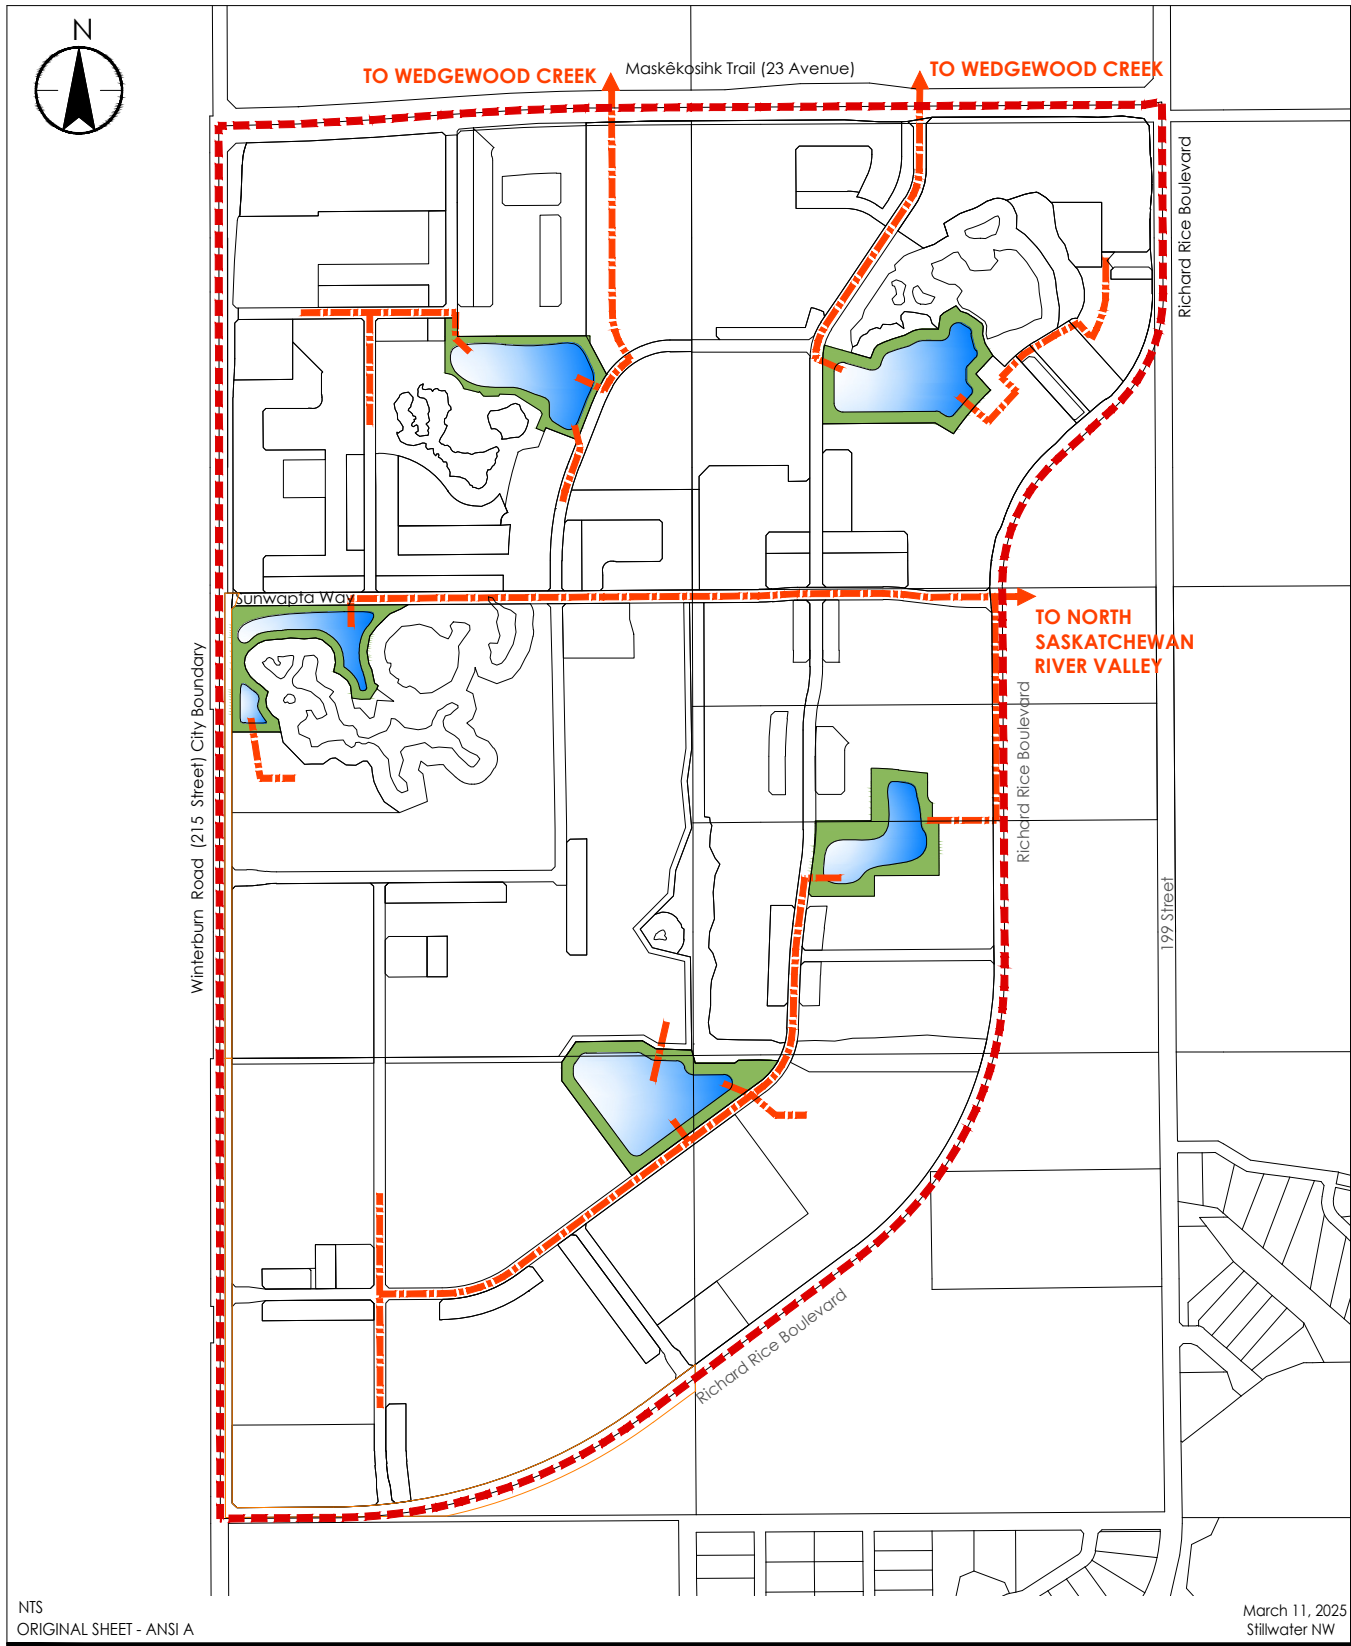 N
TO WEDGEWOOD CREEK
Maskêkosihk Trail (23 Avenue)
TO WEDGEWOOD CREEK
Richard Rice Boulevard
Sunwapta Way
TO NORTH
SASKATCHEWAN
RIVER VALLEY
Winterburn Road (215 Street) City Boundary
Richard Rice Boulevard
199 Street
Richard Rice Boulevard
NTS
ORIGINAL SHEET - ANSI A
March 11, 2025
Stillwater NW